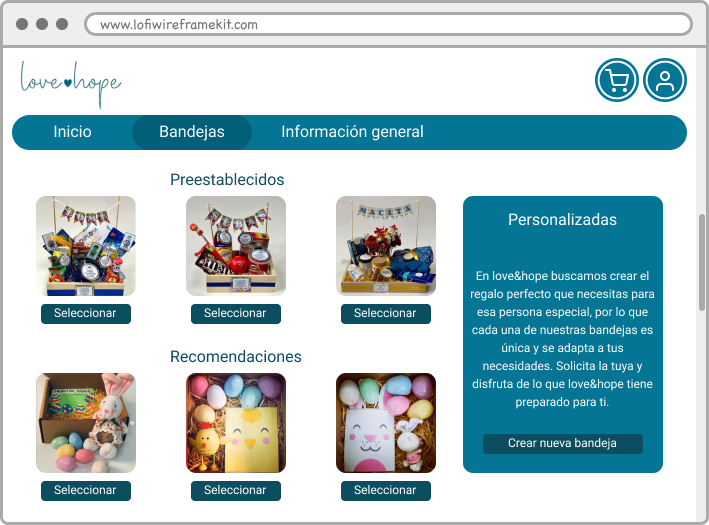 www.lofiwireframekit.com
love hope
Inicio
Bandejas
Información general
Preestablecidos
Seleccionar
Seleccionar
Seleccionar
Recomendaciones
Seleccionar
Seleccionar
Seleccionar
Personalizadas
En love&hope buscamos crear el
regalo perfecto que necesitas para
esa persona especial, por lo que
cada una de nuestras bandejas es
única y se adapta a tus
necesidades. Solicita la tuya y
disfruta de lo que love&hope tiene
preparado para ti.
Crear nueva bandeja